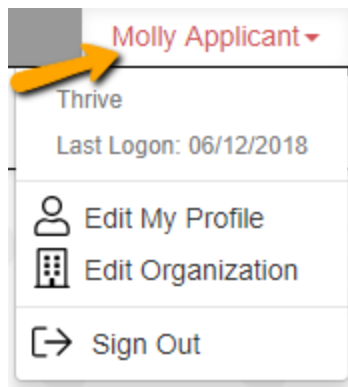 Molly Applicant
Thrive
Last Logon: 06/12/2018
Edit My Profile
Edit Organization
Sign Out